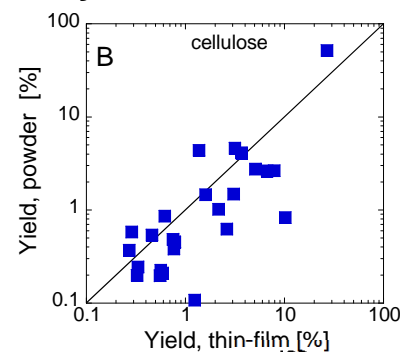 100
B
cellulose
10
Yield, powder [%]
1
0.1
0.1 1 10 100
Yield, thin-film [%]